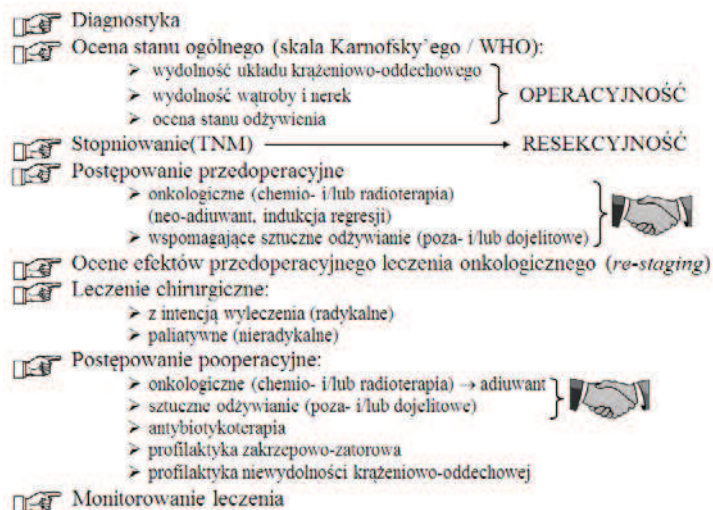 Diagnostyka
Ocena stanu ogólnego (skala Karnofsky'ego / WHO):
➢ wydolność układu krążeniowo-oddechowego
➢ wydolność wątroby i nerek
➢ ocena stanu odżywienia
OPERACYJNOŚĆ
Stopniowanie(TNM) → RESEKCYJNOŚĆ
Postępowanie przedoperacyjne
➢ onkologiczne (chemio- i/lub radioterapia)
(neo-adiuwant, indukcja regresji)
➢ wspomagające sztuczne odżywianie (poza- i/lub dojelitowe)
Ocene efektów przedoperacyjnego leczenia onkologicznego (re-staging)
Leczenie chirurgiczne:
➢ z intencją wyleczenia (radykalne)
➢ paliatywne (nieradykalne)
Postępowanie pooperacyjne:
➢ onkologiczne (chemio- i/lub radioterapia) → adiuwant
➢ sztuczne odżywianie (poza- i/lub dojelitowe)
➢ antybiotykoterapia
➢ profilaktyka zakrzepowo-zatorowa
➢ profilaktyka niewydolności krążeniowo-oddechowej
Monitorowanie leczenia